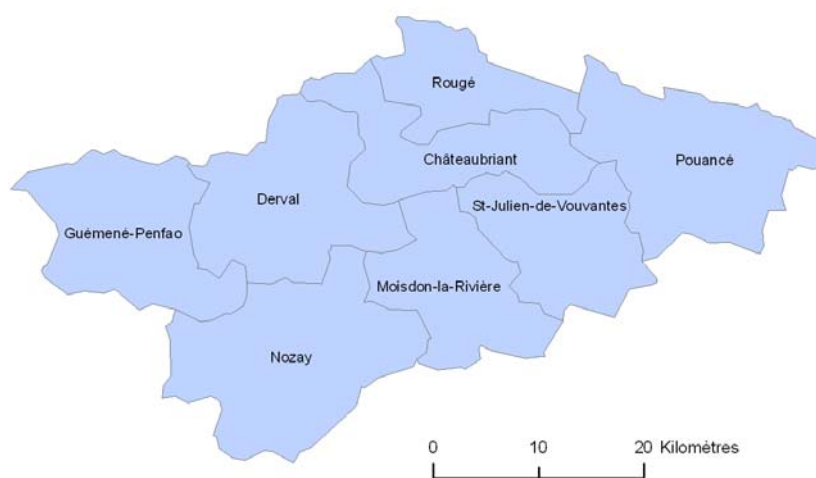 Rougé
Châteaubriant
Pouancé
Derval
St-Julien-de-Vouvantes
Guémené-Penfao
Moisdon-la-Rivière
Nozay
0 10 20 Kilomètres